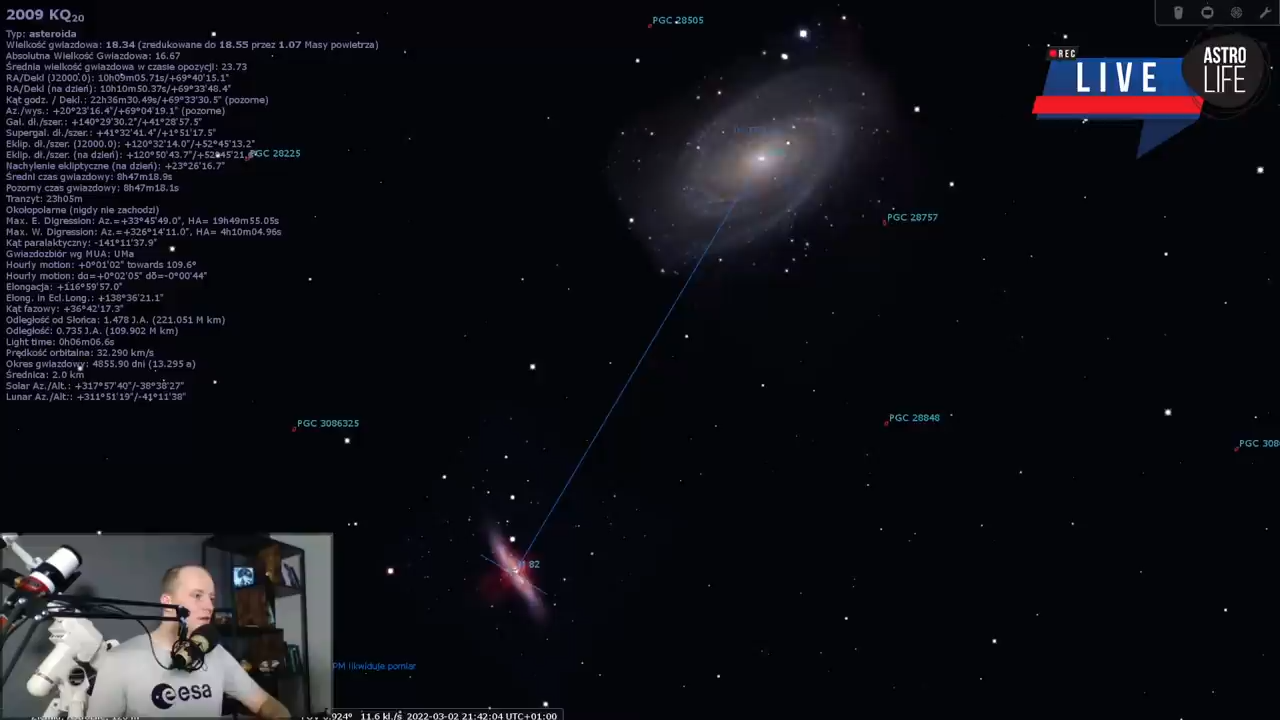 2009 KQ20
Typ: asteroida
Wielkość gwiazdowa: 18.34 (zredukowane do 18.55 przez 1.07 Masy powietrza)
Absolutna Wielkość Gwiazdowa: 16.67
Średnia wielkość gwiazdowa w czasie opozycji: 23.73
RA/Dekl (J2000.0): 10h09m05.71s/+69°40'15.1"
RA/Dekl (na dzień): 10h10m50.37s/+69°33'48.4"
Kąt godz. / Dekl.: 22h36m30.49s/+69°33'30.5" (pozorne)
Az./wys.: +20°23'16.4"/+69°04'19.1" (pozorne)
Gal. dł./szer.: +140°29'30.2"/+41°28'57.5"
Supergal. dł./szer.: +41°32'41.4"/+1°51'17.5"
Eklip. dł./szer. (J2000.0): +120°32'14.0"/+52°45'13.2"
Eklip. dł./szer. (na dzień): +120°50'43.7"/+52°45'21.
Nachylenie ekliptyczne (na dzień): +23°26'16.7"
Średni czas gwiazdowy: 8h47m18.9s
Pozorny czas gwiazdowy: 8h47m18.1s
Tranzyt: 23h05m
Okołopolarne (nigdy nie zachodzi)
Max. E. Digression: Az.=+33°45'49.0", HA= 19h49m55.05s
Max. W. Digression: Az.=+326°14'11.0", HA= 4h10m04.96s
Kąt paralaktyczny: -141°11'37.9"
Gwiazdozbiór wg MUA: UMa
Hourly motion: +0°01'02" towards 109.6°
Hourly motion: dα=+0°02'05" dδ=-0°00'44"
Elongacja: +116°59'57.0"
Elong. in Ecl.Long.: +138°36'21.1"
Kąt fazowy: +36°42'17.3"
Odległość od Słońca: 1.478 J.A. (221.051 M km)
Odległość: 0.735 J.A. (109.902 M km)
Light time: 0h06m06.6s
Prędkość orbitalna: 32.290 km/s
Okres gwiazdowy: 4855.90 dni (13.295 a)
Średnica: 2.0 km
Solar Az./Alt.: +317°57'40"/-38°38'27"
Lunar Az./Alt.: +311°51'19"/-41°11'38"
PGC 28505
REC
LIVE
ASTRO
LIFE
PGC 28225
PGC 28757
PGC 3086325
PGC 28848
PGC 308
M 82
PM likwiduje pomiar
esa
11.6 kl./s 2022-03-02 21:42:04 UTC+01:00